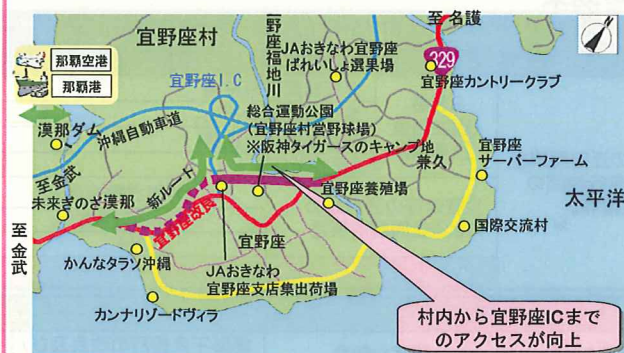 至 名護
宜野座村
329
那覇空港
那覇港
宜野座I.C
宜野座福地川
JAおきなわ宜野座
ばれいしょ選果場
宜野座カントリークラブ
漢那ダム
沖縄自動車道
総合運動公園
(宜野座村営野球場)
※阪神タイガースのキャンプ地
兼久
宜野座
サーバーファーム
至金武
未来ぎのざ漢那
新ルート
宜野座改良
宜野座養殖場
太平洋
至金武
宜野座
国際交流村
かんなタラソ沖縄
JAおきなわ
宜野座支店集出荷場
カンナリゾートヴィラ
村内から宜野座ICまで
のアクセスが向上